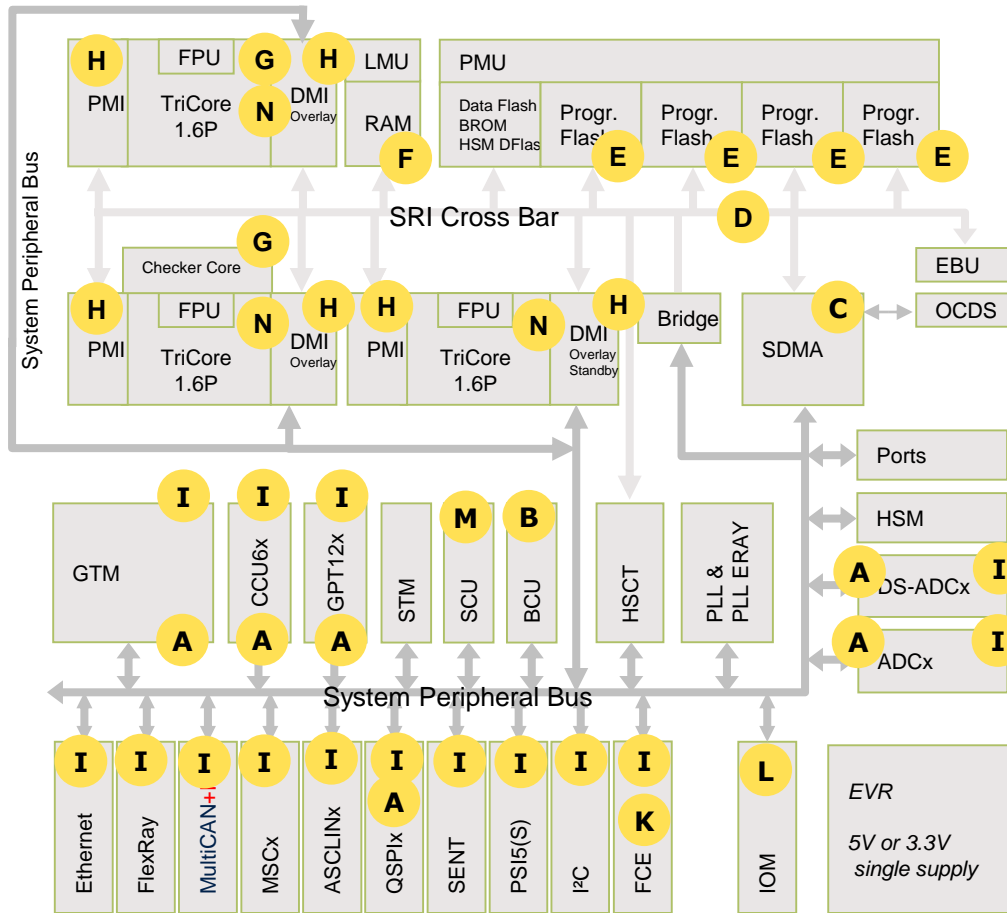 System Peripheral Bus
H
PMI
FPU
TriCore
1.6P
G
N
H
DMI
Overlay
LMU
RAM
F
PMU
Data Flash
BROM
HSM DFlas
Progr.
Flash
E
Progr.
Flash
E
Progr.
Flash
E
Progr.
Flash
E
SRI Cross Bar
D
G
Checker Core
H
PMI
FPU
TriCore
1.6P
N
H
DMI
Overlay
H
PMI
FPU
TriCore
1.6P
N
H
DMI
Overlay
Standby
Bridge
C
SDMA
EBU
OCDS
Ports
HSM
A
DS-ADCx
I
A
ADCx
I
I
GTM
A
I
CCU6x
A
I
GPT12x
A
STM
M
SCU
B
BCU
HSCT
PLL &
PLL ERAY
System Peripheral Bus
I
Ethernet
I
FlexRay
I
MultiCAN+
I
MSCx
I
ASCLINx
I
A
QSPIx
I
SENT
I
PSI5(S)
I
I²C
I
K
FCE
L
IOM
EVR
5V or 3.3V
single supply